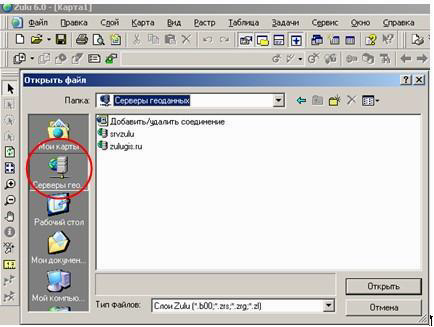 Zulu 6.0 - [Карта1]
Файл Правка Слой Карта Вид Растр Таблица Задачи Сервис Окно Справка
Открыть файл
Папка: Серверы геоданных
Добавить/удалить соединение
srvzulu
zulugis.ru
Мои карты
Серверы гео...
Рабочий стол
Мои докумен...
Мой компью...
Тип файлов: Слои Zulu (*.b00;*.zrs;*.zrg;*.zl)
Открыть
Отмена